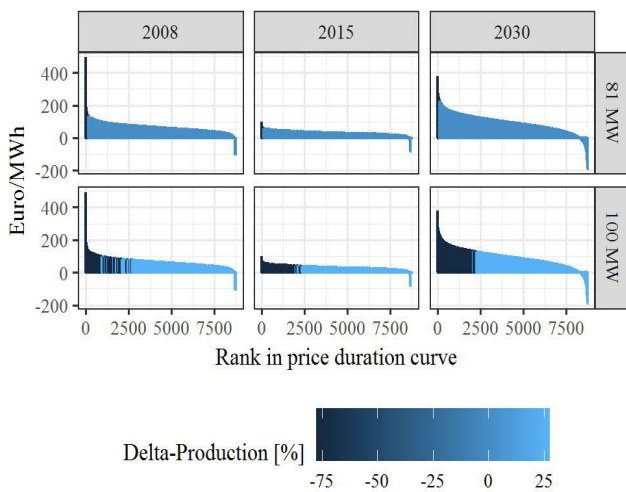 2008 2015 2030
400
200
0
-200
81 MW
400
200
0
-200
100 MW
Euro/MWh
0 2500 5000 7500 0 2500 5000 7500 0 2500 5000 7500
Rank in price duration curve
Delta-Production [%]
-75 -50 -25 0 25